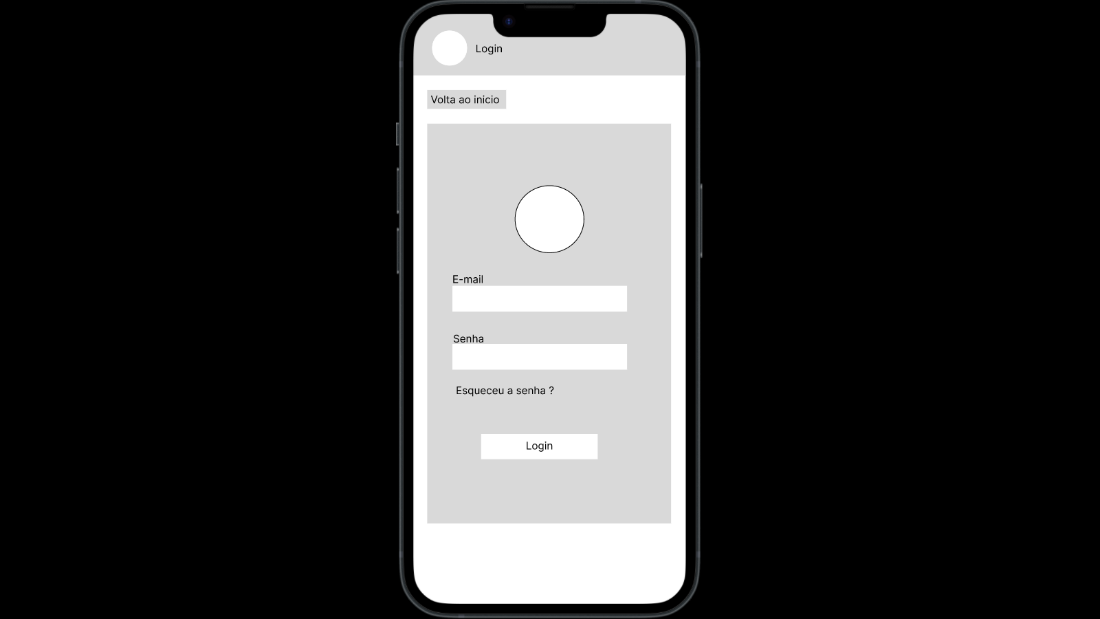 Login
Volta ao inicio
E-mail
Senha
Esqueceu a senha ?
Login